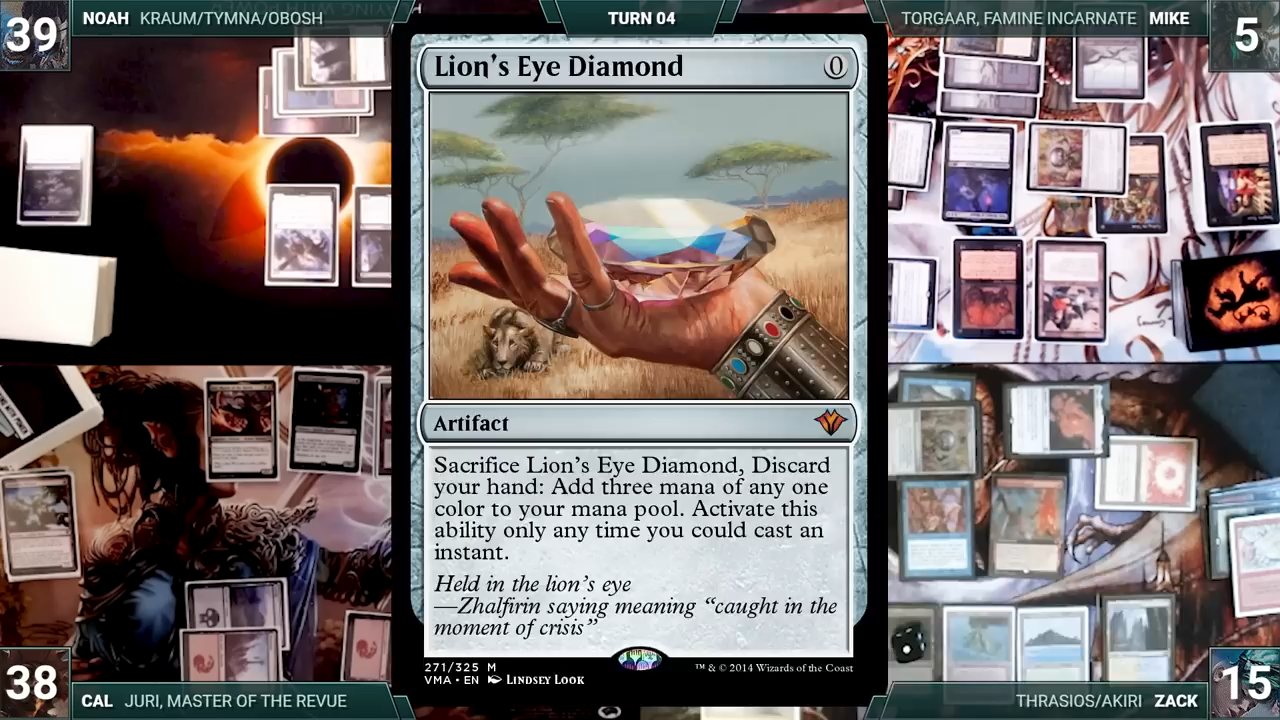 39
NOAH KRAUM/TYMNA/OBOSH
TURN 04
TORGAAR, FAMINE INCARNATE MIKE
5
Lion's Eye Diamond
0
Artifact
Sacrifice Lion's Eye Diamond, Discard
your hand: Add three mana of any one
color to your mana pool. Activate this
ability only any time you could cast an
instant.
Held in the lion's eye
—Zhalfirin saying meaning “caught in the
moment of crisis”
271/325 M
VMA • EN Lindsey Look
™ & © 2014 Wizards of the Coast
38
CAL JURI, MASTER OF THE REVUE
THRASIOS/AKIRI ZACK
15